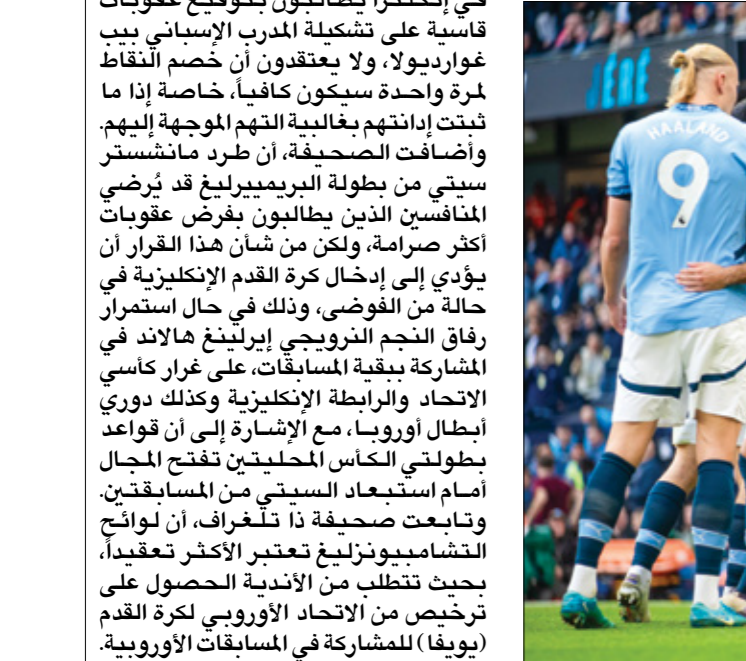 في إنكلترا يطالبون بتوقيع عقوبات
قاسية على تشكيلة المدرب الإسباني بيب
غوارديولا، ولا يعتقدون أن خصم النقاط
لمرة واحدة سيكون كافياً، خاصة إذا ما
ثبتت إدانتهم بغالبية التهم الموجهة إليهم.
وأضافت الصحيفة، أن طرد مانشستر
سيتي من بطولة البريمييرليغ قد يُرضي
المنافسين الذين يطالبون بفرض عقوبات
أكثر صرامة، ولكن من شأن هذا القرار أن
يؤدي إلى إدخال كرة القدم الإنكليزية في
حالة من الفوضى، وذلك في حال استمرار
رفاق النجم النرويجي إيرلينغ هالاند في
المشاركة ببقية المسابقات، على غرار كأسي
الاتحاد والرابطة الإنكليزية وكذلك دوري
أبطال أوروبا، مع الإشارة إلى أن قواعد
بطولتي الكأس المحليتين تفتح المجال
أمام استبعاد السيتي من المسابقتين.
وتابعت صحيفة ذا تلغراف، أن لوائح
التشامبيونزليغ تعتبر الأكثر تعقيداً،
بحيث تتطلب من الأندية الحصول على
ترخيص من الاتحاد الأوروبي لكرة القدم
(يويفا) للمشاركة في المسابقات الأوروبية.
HAALAND
9